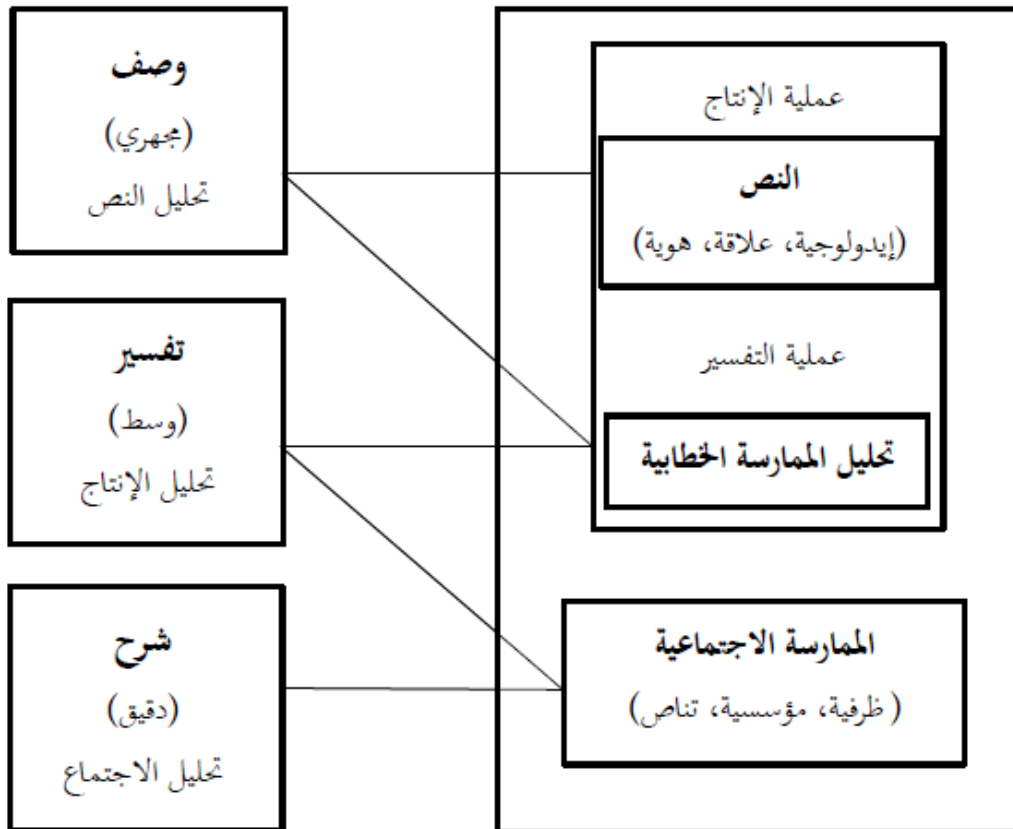 وصف
(مجهري)
تحليل النص
تفسير
(وسط)
تحليل الإنتاج
شرح
(دقيق)
تحليل الاجتماع
عملية الإنتاج
النص
(إيدولوجية، علاقة، هوية)
عملية التفسير
تحليل الممارسة الخطابية
الممارسة الاجتماعية
(ظرفية، مؤسسية، تناص)